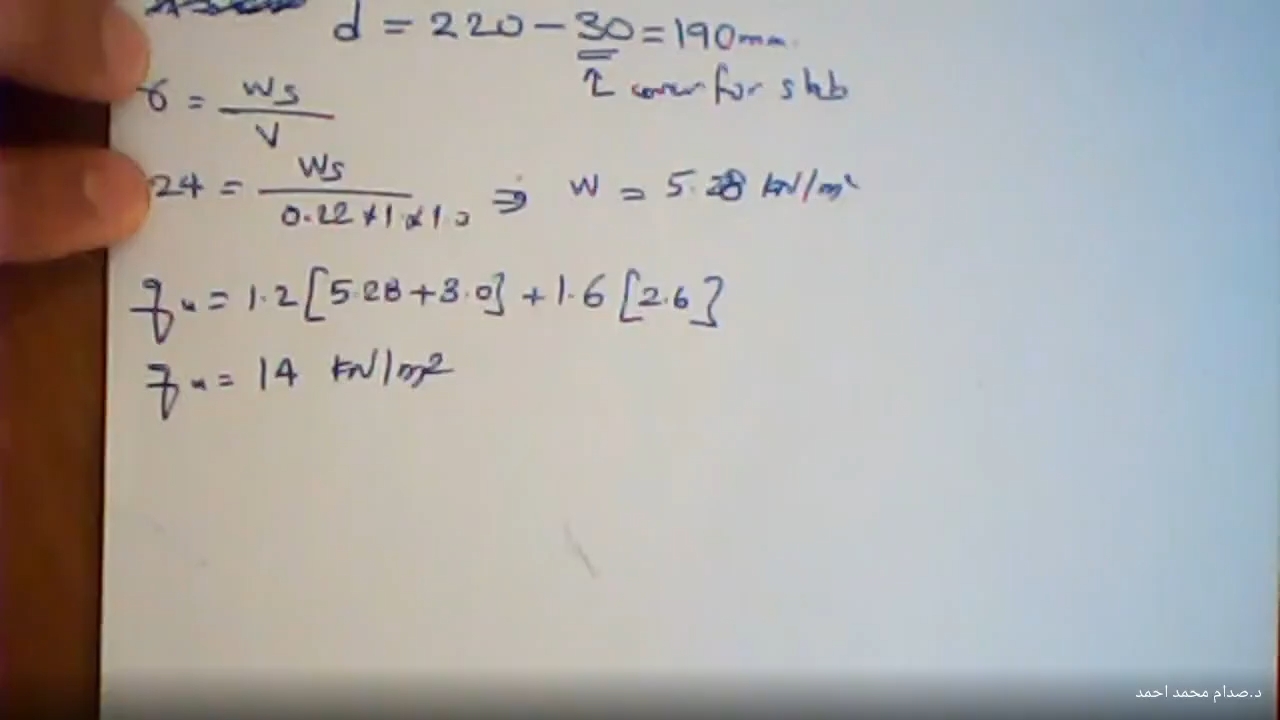 d = 220 - 30 = 190mm.
↑ cover for slab
γ = Ws / V
24 = Ws / 0.22*1*1.0 ⇒ W = 5.28 kN/m²
qu = 1.2 [5.28 + 3.0] + 1.6 [2.6]
qu = 14 kN/m²
د.صدام محمد احمد